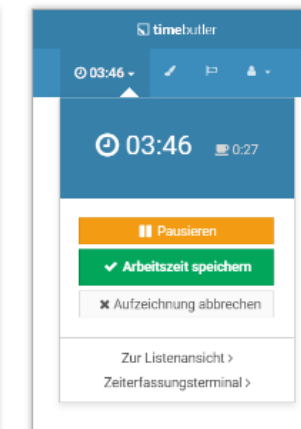 timebutler
03:46
03:46 0:27
Pausieren
Arbeitszeit speichern
Aufzeichnung abbrechen
Zur Listenansicht >
Zeiterfassungsterminal >